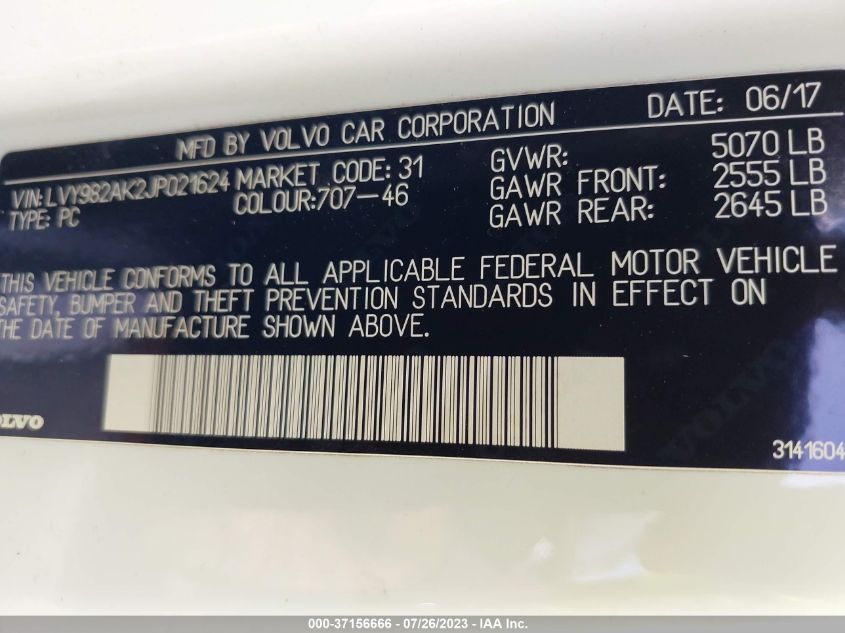 MFD BY VOLVO CAR CORPORATION DATE: 06/17
VIN: LVY982AK2JP021624 MARKET CODE: 31 GVWR: 5070 LB
TYPE: PC COLOUR:707-46 GAWR FRONT: 2555 LB
GAWR REAR: 2645 LB
THIS VEHICLE CONFORMS TO ALL APPLICABLE FEDERAL MOTOR VEHICLE
SAFETY, BUMPER AND THEFT PREVENTION STANDARDS IN EFFECT ON
THE DATE OF MANUFACTURE SHOWN ABOVE.
VOLVO
3141604
000-37156666 - 07/26/2023 - IAA Inc.